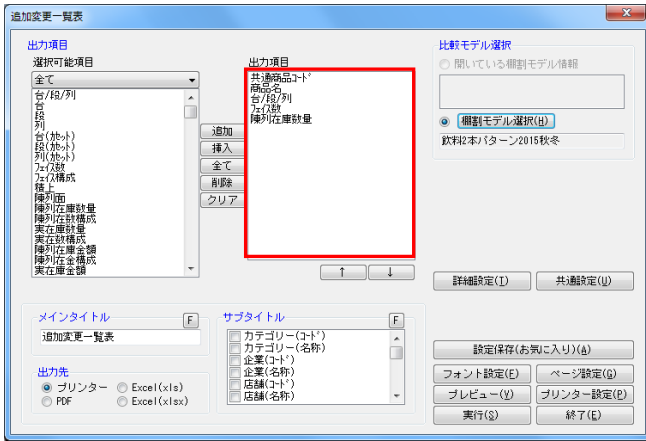 追加変更一覧表
出力項目
選択可能項目
全て
台/段/列
台
段
列
台(カセット)
段(カセット)
列(カセット)
フェイス数
フェイス構成
積上
陳列面
陳列在庫数量
陳列在数構成
実在庫数量
実在数構成
陳列在庫金額
陳列在金構成
実在庫金額
追加
挿入
全て
削除
クリア
出力項目
共通商品コード
商品名
台/段/列
フェイス数
陳列在庫数量
↑
↓
比較モデル選択
開いている棚割モデル情報
棚割モデル選択(H)
飲料2本パターン2015秋冬
詳細設定(I)
共通設定(U)
メインタイトル
F
追加変更一覧表
出力先
プリンター
Excel(xls)
PDF
Excel(xlsx)
サブタイトル
F
カテゴリー(コード)
カテゴリー(名称)
企業(コード)
企業(名称)
店舗(コード)
店舗(名称)
設定保存(お気に入り)(A)
フォント設定(F)
ページ設定(G)
プレビュー(V)
プリンター設定(P)
実行(S)
終了(E)